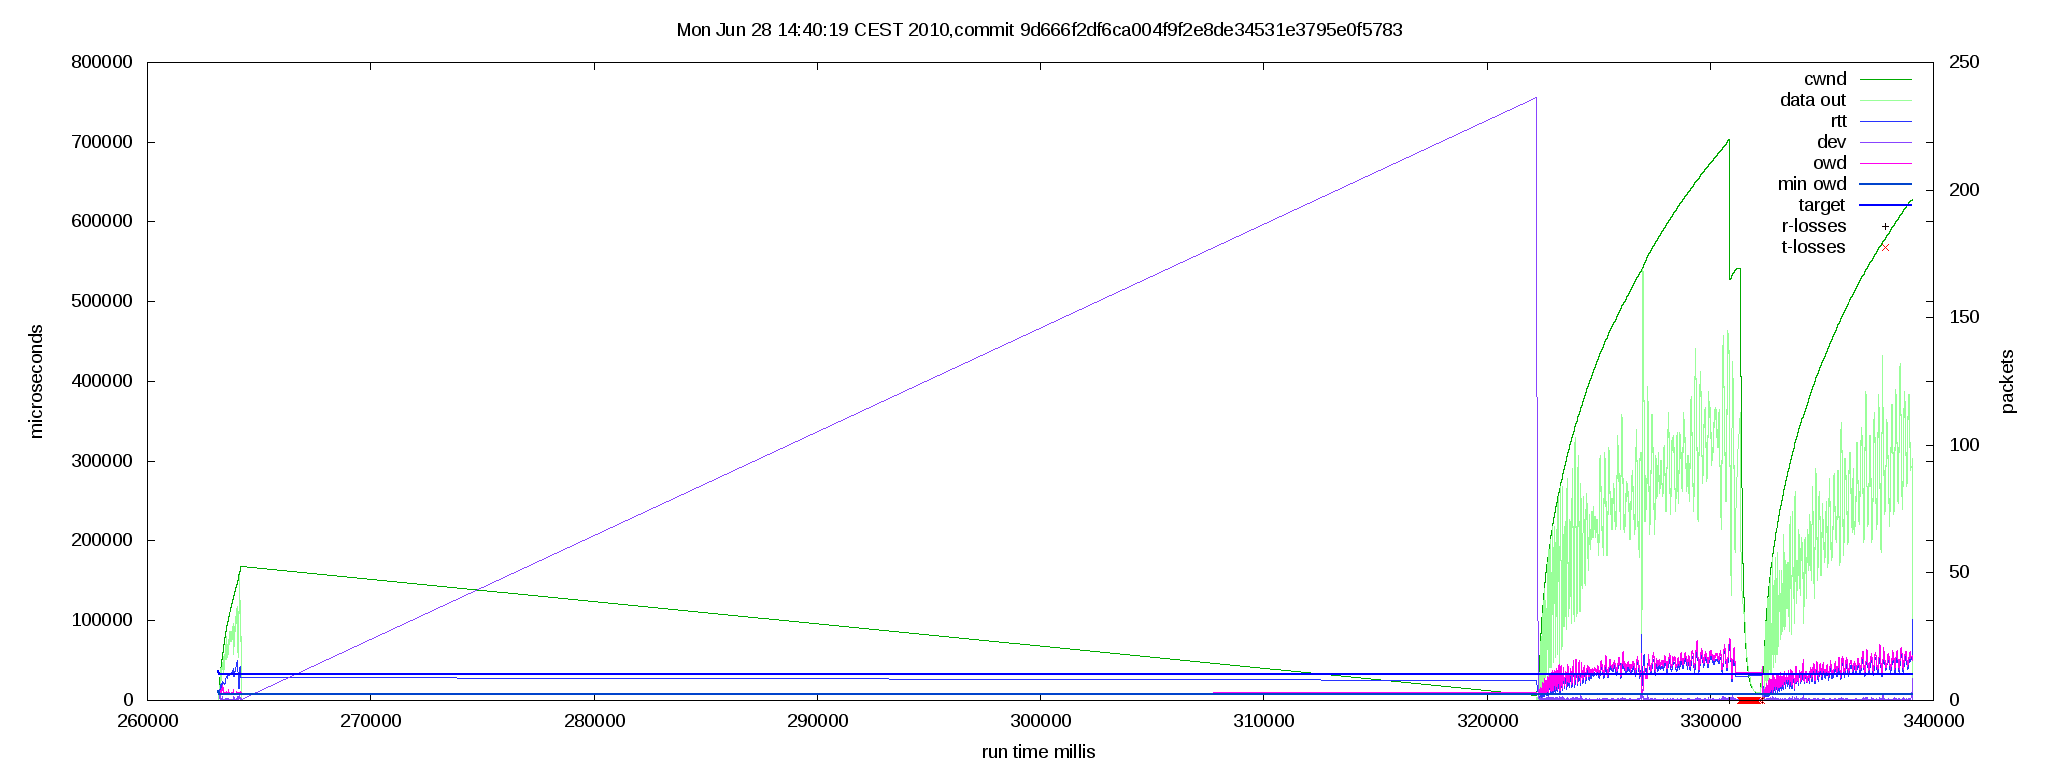 Mon Jun 28 14:40:19 CEST 2010,commit 9d666f2df6ca004f9f2e8de34531e3795e0f5783
800000
700000
600000
500000
400000
300000
200000
100000
0
microseconds
250
200
150
100
50
0
packets
cwnd
data out
rtt
dev
owd
min owd
target
r-losses
t-losses
260000 270000 280000 290000 300000 310000 320000 330000 340000
run time millis